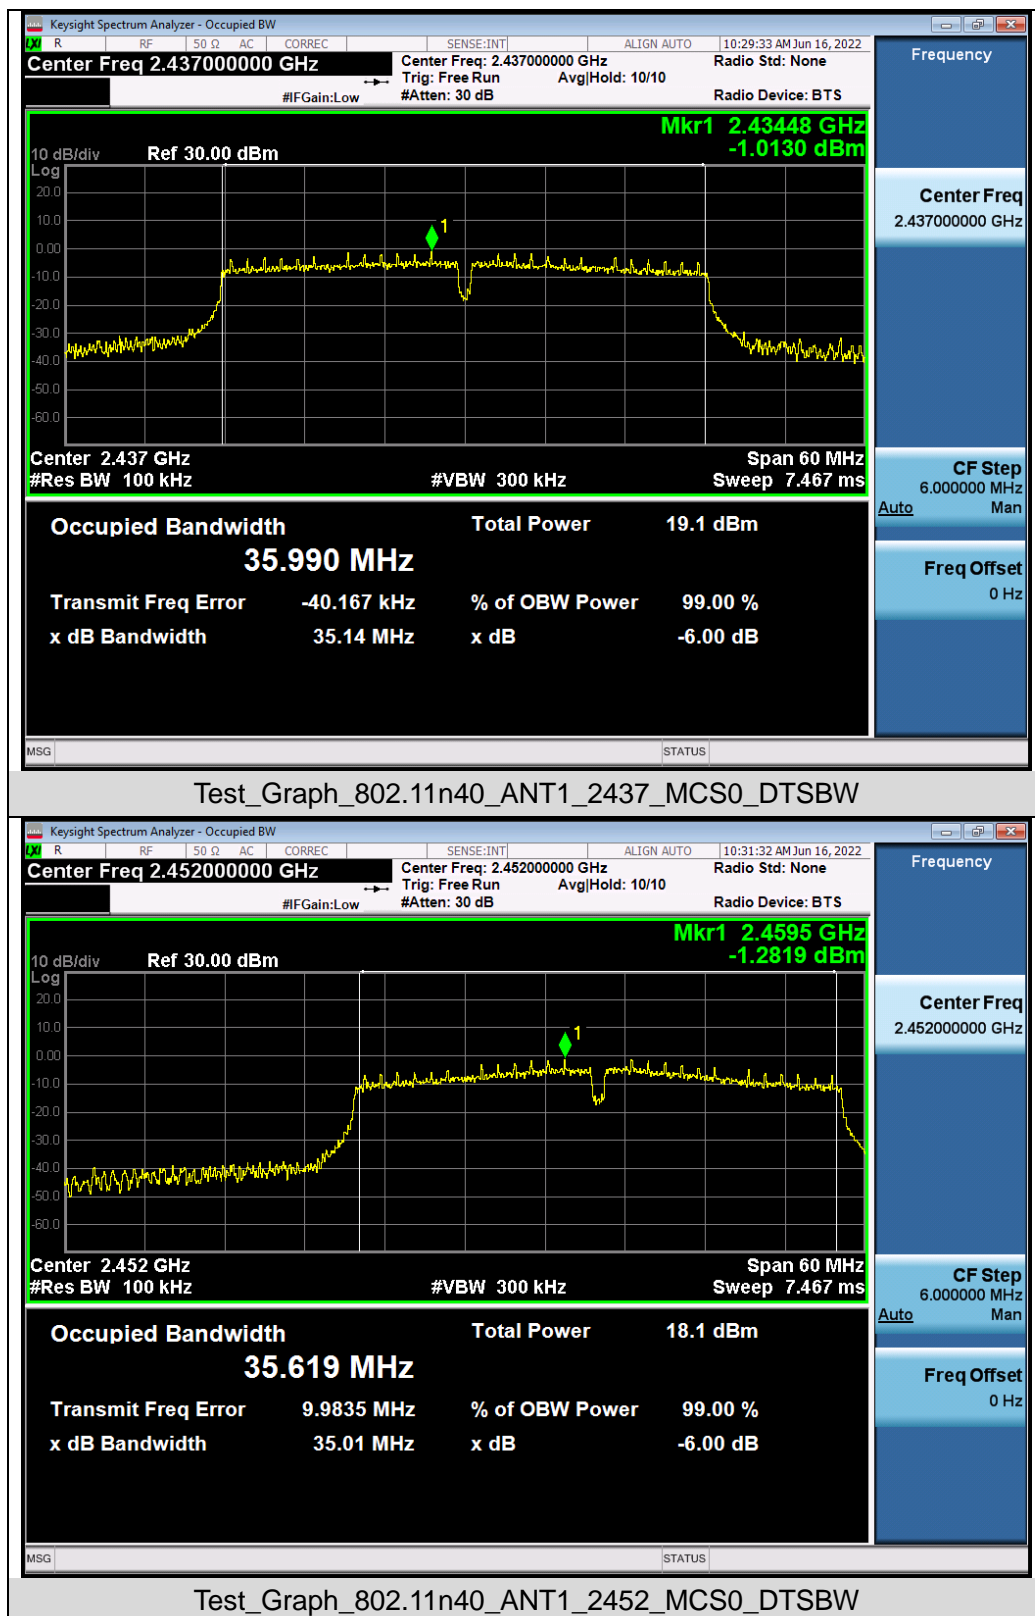 Keysight Spectrum Analyzer - Occupied BW
LXI R RF 50 Ω AC CORREC SENSE:INT ALIGN AUTO 10:29:33 AM Jun 16, 2022
Center Freq 2.437000000 GHz Center Freq: 2.437000000 GHz Radio Std: None Frequency
Trig: Free Run Avg|Hold: 10/10
#IFGain:Low #Atten: 30 dB Radio Device: BTS
Mkr1 2.43448 GHz
10 dB/div Ref 30.00 dBm -1.0130 dBm
Log
20.0
10.0
0.00
-10.0
-20.0
-30.0
-40.0
-50.0
-60.0
1
Center Freq
2.437000000 GHz
Center 2.437 GHz Span 60 MHz
#Res BW 100 kHz #VBW 300 kHz Sweep 7.467 ms
CF Step
6.000000 MHz
Auto Man
Occupied Bandwidth Total Power 19.1 dBm
35.990 MHz
Freq Offset
0 Hz
Transmit Freq Error -40.167 kHz % of OBW Power 99.00 %
x dB Bandwidth 35.14 MHz x dB -6.00 dB
MSG STATUS
Test_Graph_802.11n40_ANT1_2437_MCS0_DTSBW
Keysight Spectrum Analyzer - Occupied BW
LXI R RF 50 Ω AC CORREC SENSE:INT ALIGN AUTO 10:31:32 AM Jun 16, 2022
Center Freq 2.452000000 GHz Center Freq: 2.452000000 GHz Radio Std: None Frequency
Trig: Free Run Avg|Hold: 10/10
#IFGain:Low #Atten: 30 dB Radio Device: BTS
Mkr1 2.4595 GHz
10 dB/div Ref 30.00 dBm -1.2819 dBm
Log
20.0
10.0
0.00
-10.0
-20.0
-30.0
-40.0
-50.0
-60.0
1
Center Freq
2.452000000 GHz
Center 2.452 GHz Span 60 MHz
#Res BW 100 kHz #VBW 300 kHz Sweep 7.467 ms
CF Step
6.000000 MHz
Auto Man
Occupied Bandwidth Total Power 18.1 dBm
35.619 MHz
Freq Offset
0 Hz
Transmit Freq Error 9.9835 MHz % of OBW Power 99.00 %
x dB Bandwidth 35.01 MHz x dB -6.00 dB
MSG STATUS
Test_Graph_802.11n40_ANT1_2452_MCS0_DTSBW